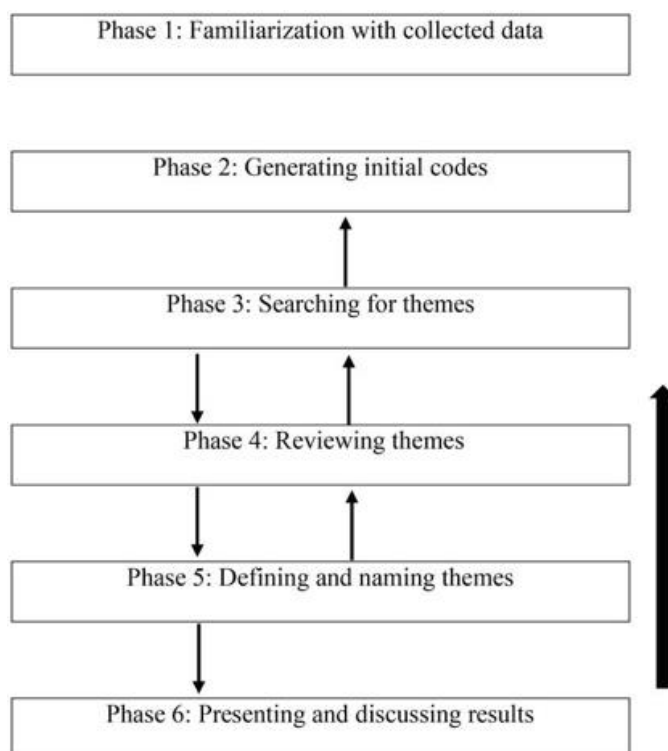 Phase 1: Familiarization with collected data
Phase 2: Generating initial codes
Phase 3: Searching for themes
Phase 4: Reviewing themes
Phase 5: Defining and naming themes
Phase 6: Presenting and discussing results